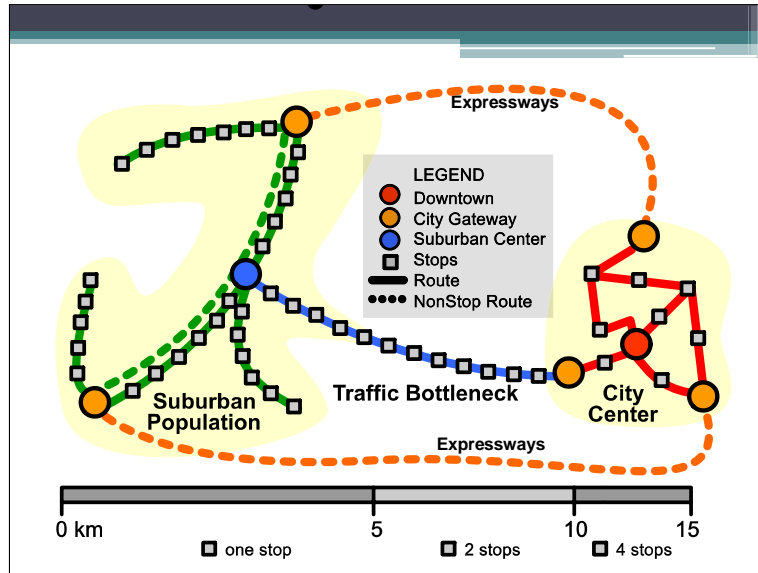 Expressways
LEGEND
Downtown
City Gateway
Suburban Center
Stops
Route
NonStop Route
Suburban
Population
Traffic Bottleneck
City
Center
Expressways
0 km 5 10 15
one stop 2 stops 4 stops